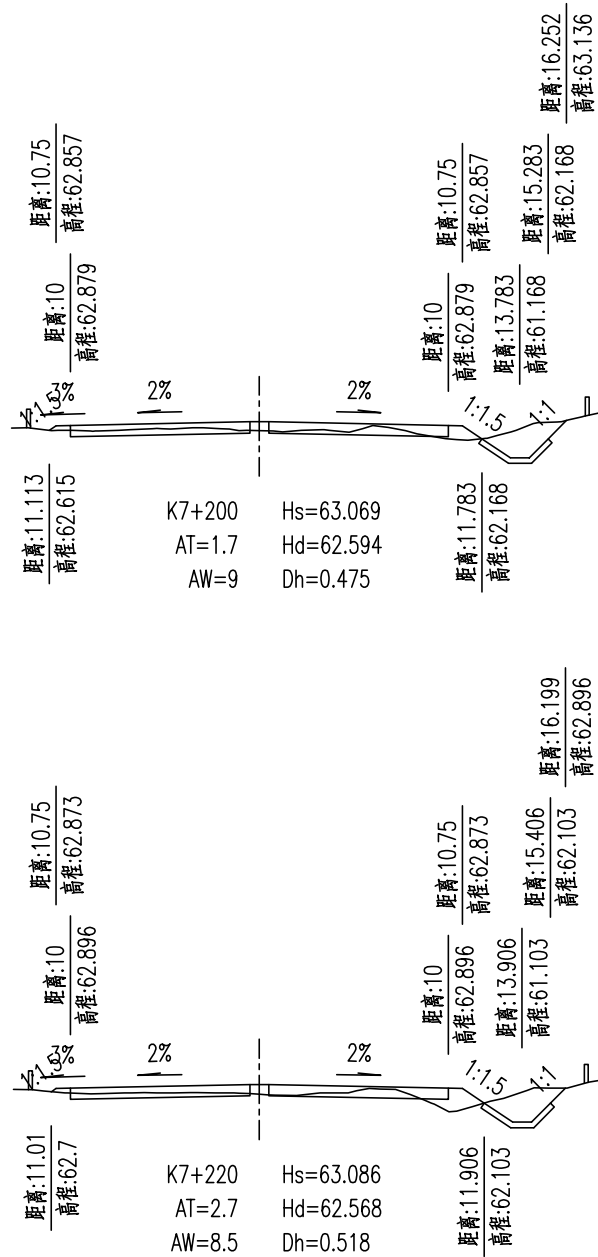 距离:16.252
高程:63.136
距离:10.75
高程:62.857
距离:10.75
高程:62.857
距离:15.283
高程:62.168
距离:10
高程:62.879
距离:10
高程:62.879
距离:13.783
高程:61.168
1:1.5
3%
2%
2%
1:1.5
1:1
距离:11.113
高程:62.615
K7+200
Hs=63.069
AT=1.7
Hd=62.594
AW=9
Dh=0.475
距离:11.783
高程:62.168
距离:16.199
高程:62.896
距离:10.75
高程:62.873
距离:10.75
高程:62.873
距离:15.406
高程:62.103
距离:10
高程:62.896
距离:10
高程:62.896
距离:13.906
高程:61.103
1:1.5
3%
2%
2%
1:1.5
1:1
距离:11.01
高程:62.7
K7+220
Hs=63.086
AT=2.7
Hd=62.568
AW=8.5
Dh=0.518
距离:11.906
高程:62.103